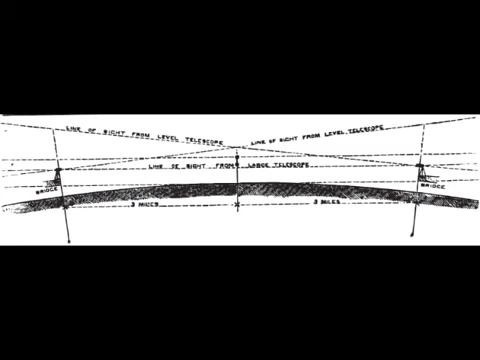 LINE OF SIGHT FROM LEVEL TELESCOPE
LINE OF SIGHT FROM LEVEL TELESCOPE
LINE OF SIGHT FROM LARGE TELESCOPE
BRIDGE
BRIDGE
3 MILES
3 MILES